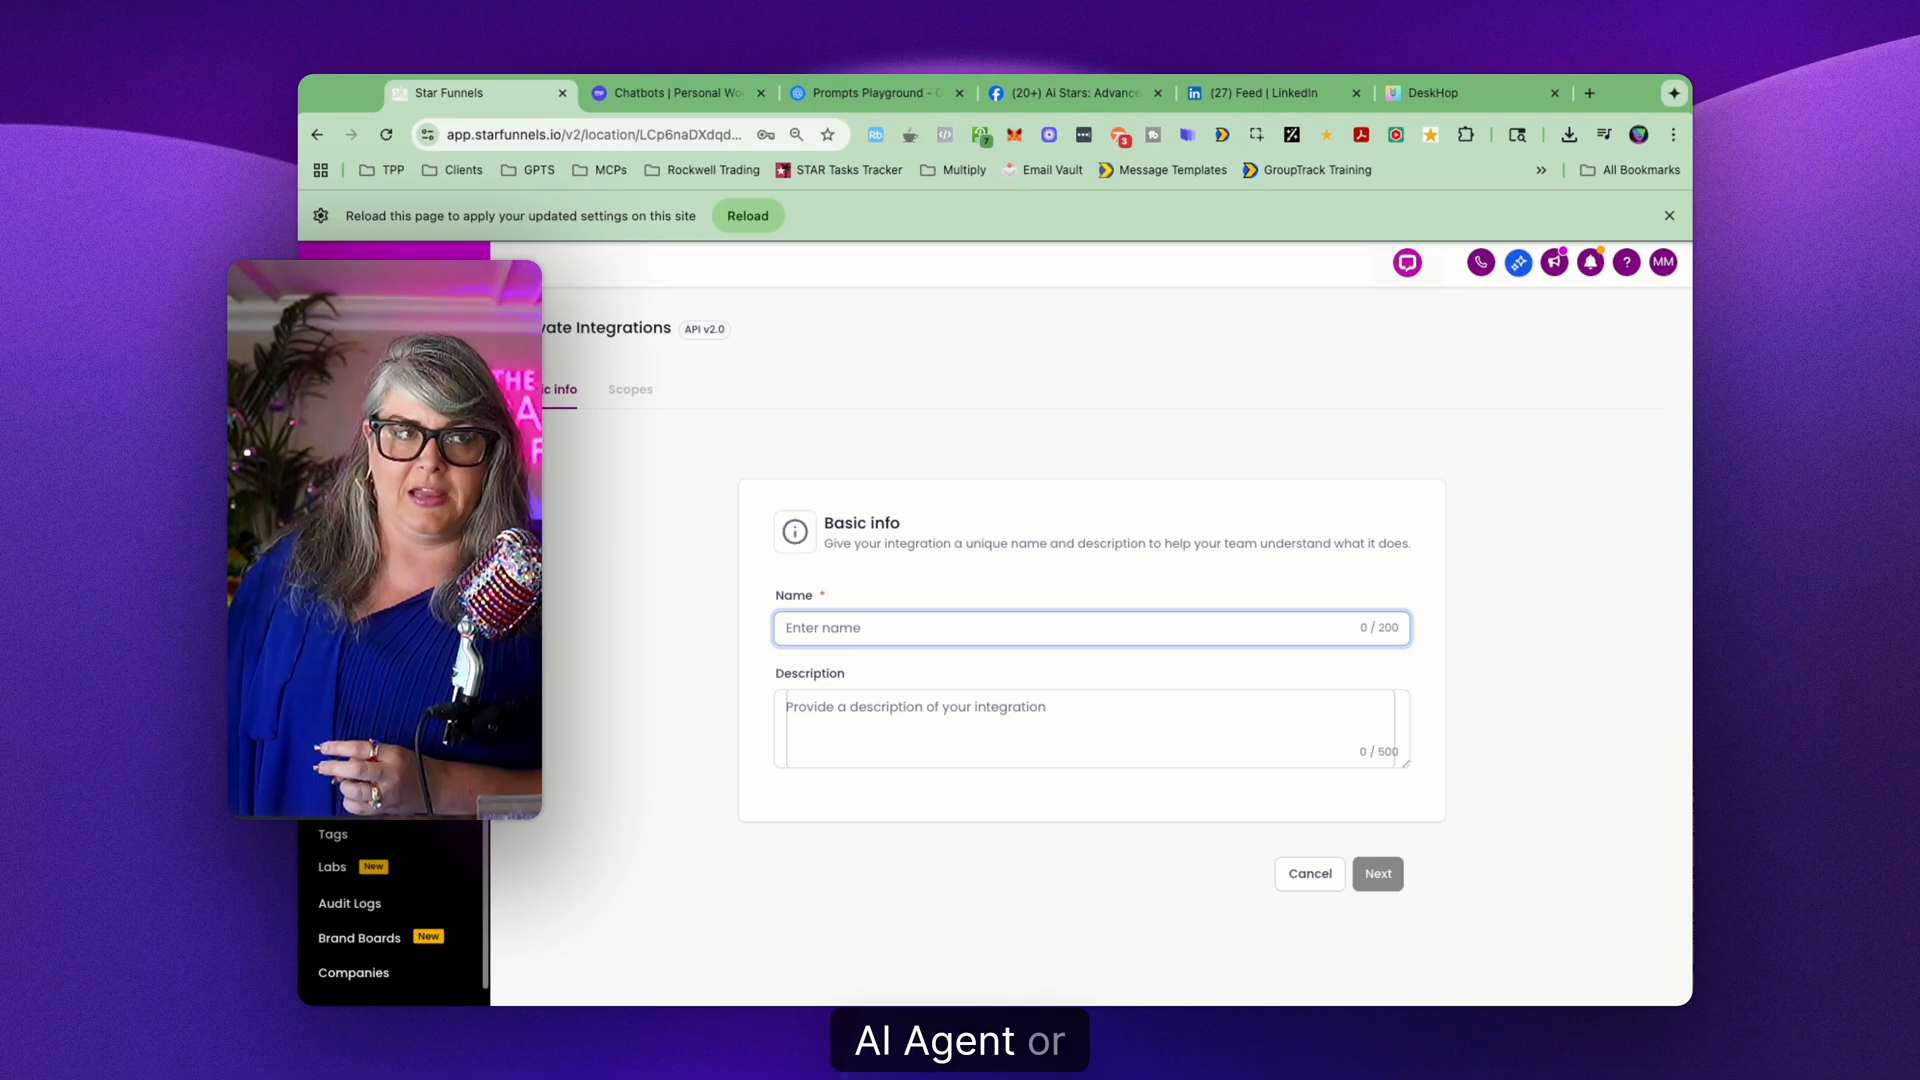 Star Funnels
Chatbots | Personal Wo
Prompts Playground - C
(20+) Ai Stars: Advance
(27) Feed | LinkedIn
DeskHop
app.starfunnels.io/v2/location/LCp6naDXdqd...
TPP
Clients
GPTS
MCPs
Rockwell Trading
STAR Tasks Tracker
Multiply
Email Vault
Message Templates
GroupTrack Training
All Bookmarks
Reload this page to apply your updated settings on this site
Reload
MM
vate Integrations
API v2.0
ic info
Scopes
THE
Basic info
Give your integration a unique name and description to help your team understand what it does.
Name *
Enter name
0 / 200
Description
Provide a description of your integration
0 / 500
Cancel
Next
Tags
Labs New
Audit Logs
Brand Boards New
Companies
AI Agent or